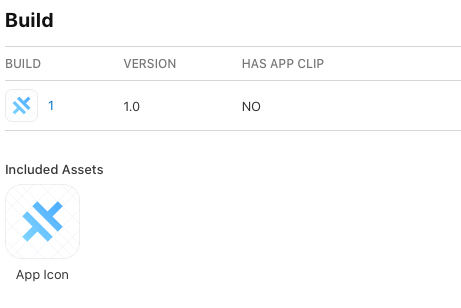 Build
BUILD VERSION HAS APP CLIP
1 1.0 NO
Included Assets
App Icon